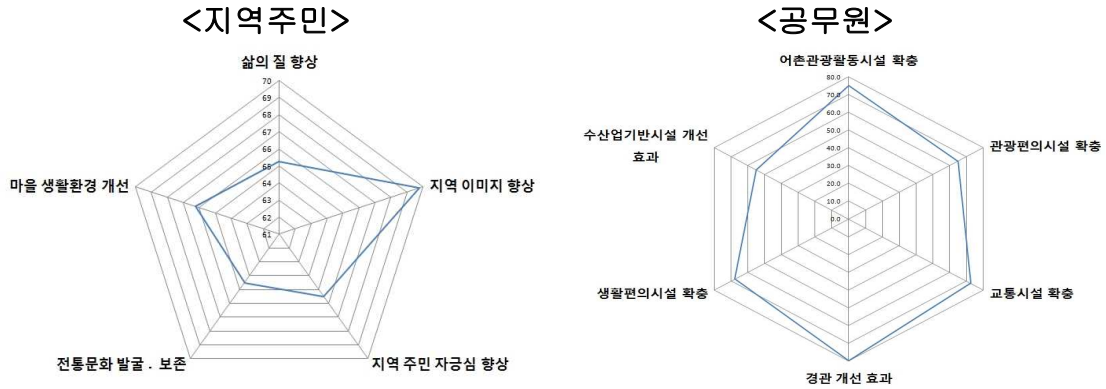 <지역주민>
삶의 질 향상
70
69
68
67
66
65
64
63
62
61
마을 생활환경 개선
지역 이미지 향상
전통문화 발굴 . 보존
지역 주민 자긍심 향상
<공무원>
어촌관광활동시설 확충
80.0
70.0
60.0
50.0
40.0
30.0
20.0
10.0
0.0
수산업기반시설 개선
효과
관광편의시설 확충
생활편의시설 확충
교통시설 확충
경관 개선 효과